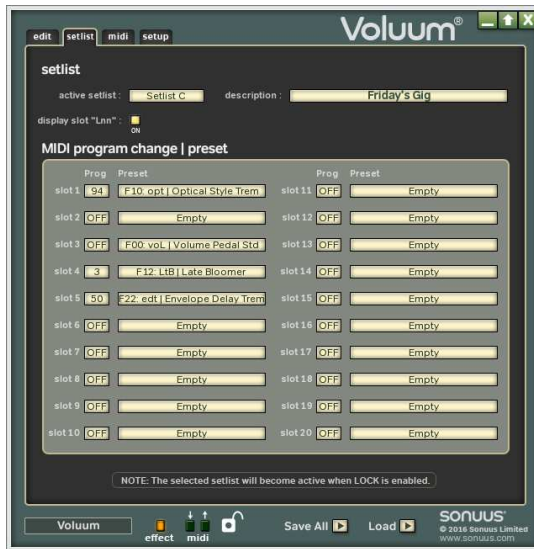 Voluum®
edit setlist midi setup
setlist
active setlist : Setlist C description : Friday's Gig
display slot "Lnn" :
ON
MIDI program change | preset
Prog Preset Prog Preset
slot 1 94 F10: opt | Optical Style Trem slot 11 OFF Empty
slot 2 OFF Empty slot 12 OFF Empty
slot 3 OFF F00: voL | Volume Pedal Std slot 13 OFF Empty
slot 4 3 F12: LtB | Late Bloomer slot 14 OFF Empty
slot 5 50 F22: edt | Envelope Delay Trem slot 15 OFF Empty
slot 6 OFF Empty slot 16 OFF Empty
slot 7 OFF Empty slot 17 OFF Empty
slot 8 OFF Empty slot 18 OFF Empty
slot 9 OFF Empty slot 19 OFF Empty
slot 10 OFF Empty slot 20 OFF Empty
NOTE: The selected setlist will become active when LOCK is enabled.
Voluum effect midi Save All Load sonuus
© 2016 Sonuus Limited
www.sonuus.com